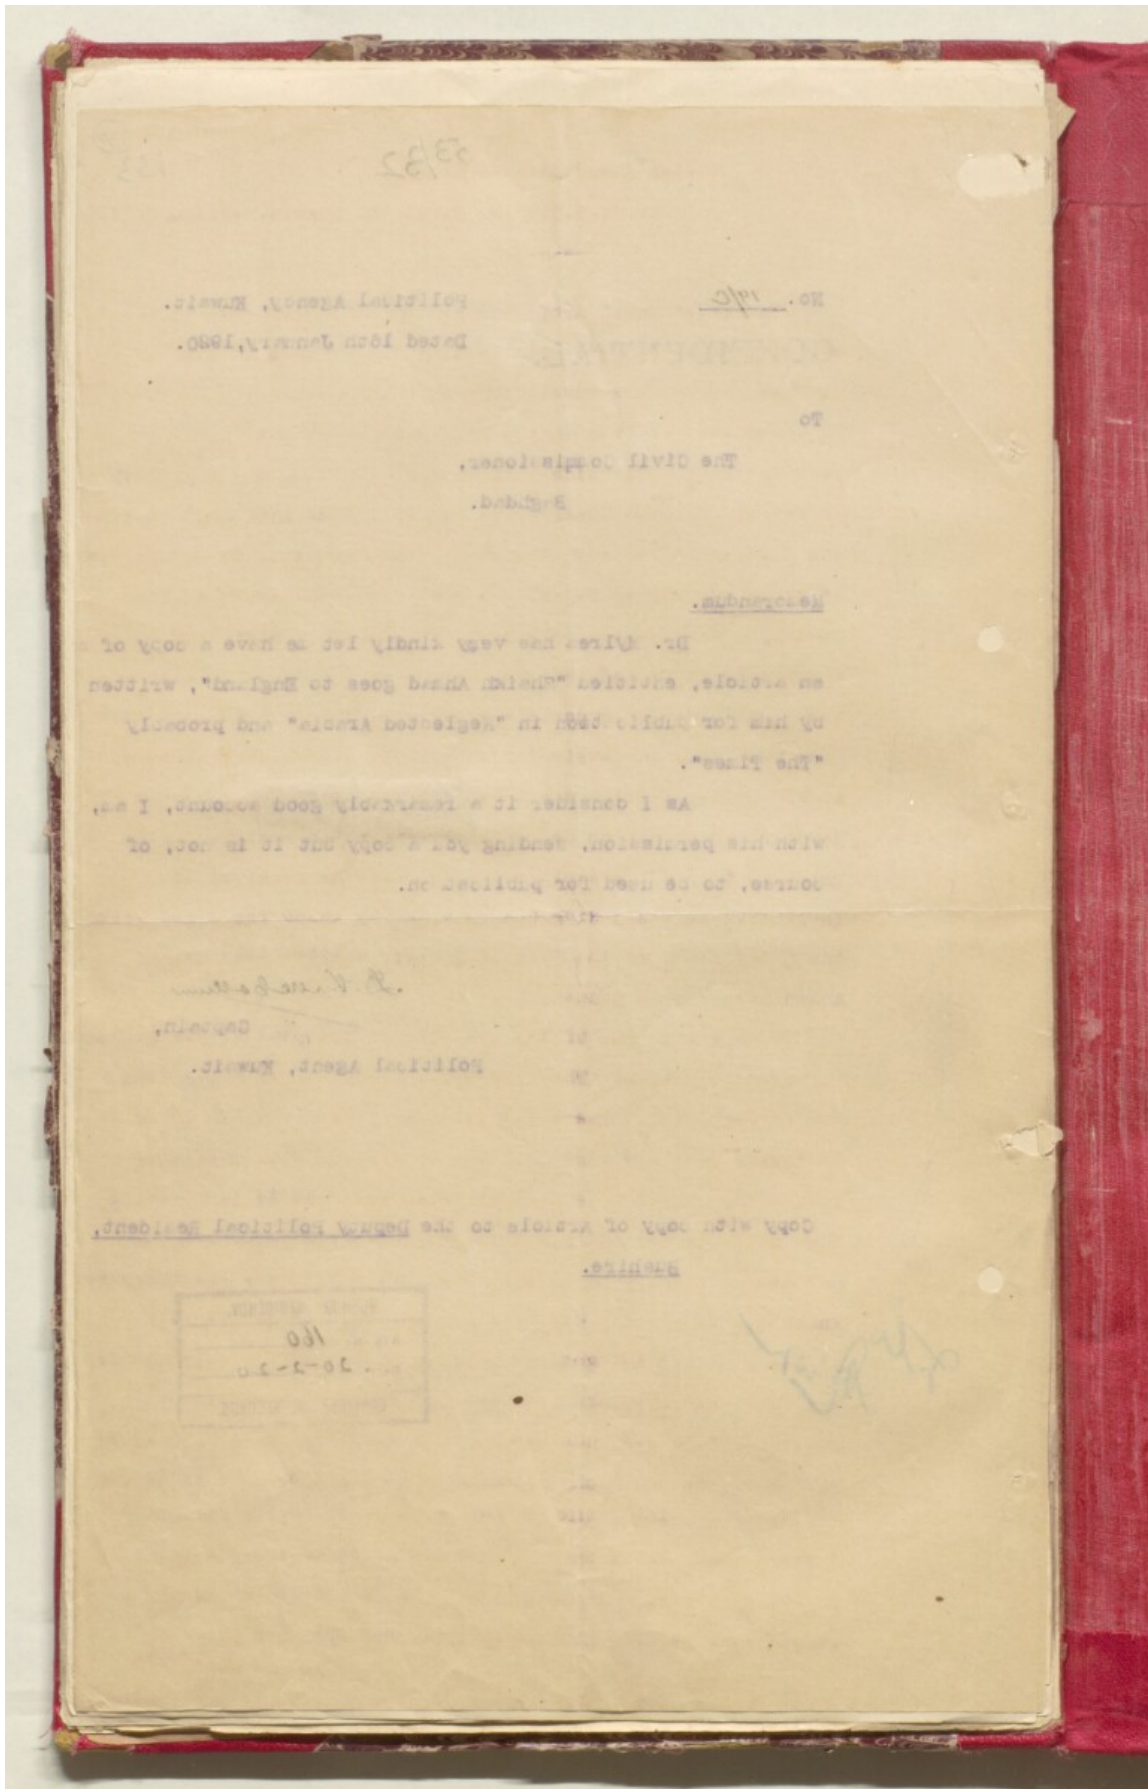 53/32
No. 19/C
Political Agency, Kuwait.
CONFIDENTIAL
Dated 16th January, 1920.
To
The Civil Commissioner,
Baghdad.
Memorandum.
Dr. Mylrea has very kindly let me have a copy of
an article, entitled "Shaikh Ahmad goes to England", written
by him for publication in "Neglected Arabia" and probably
"The Times".
As I consider it a remarkably good account, I am,
with his permission, sending you a copy but it is not, of
course, to be used for publication.
Captain,
Political Agent, Kuwait.
Copy with copy of Article to the Deputy Political Resident,
Bushire.
160
20-2-20